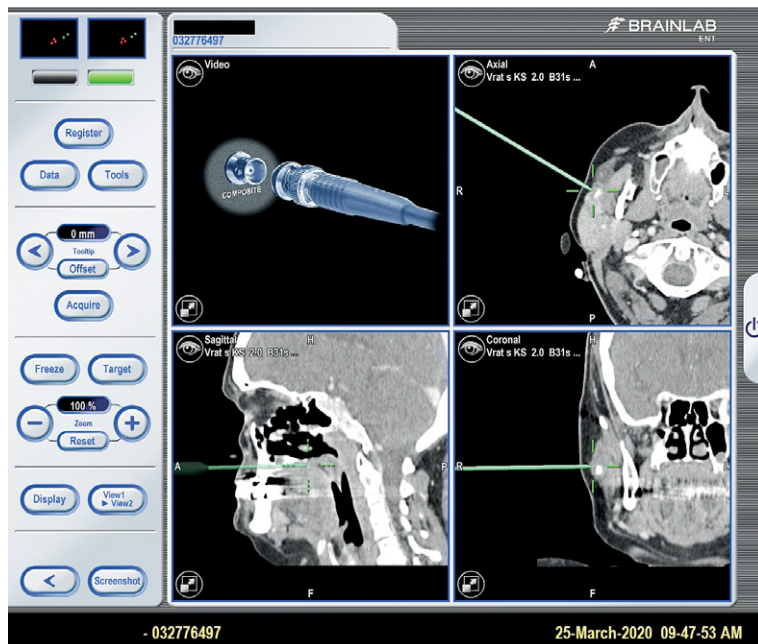 BRAINLAB
ENT
032776497
Register
Data
Tools
0 mm
Tooltip
Offset
Acquire
Freeze
Target
100 %
Zoom
Reset
Display
View1
► View2
<
Screenshot
Video
COMPOSITE
Axial
Vrat s KS 2.0 B31s ...
A
R
L
P
Sagittal
Vrat s KS 2.0 B31s ...
H
A
P
F
Coronal
Vrat s KS 2.0 B31s ...
H
R
L
F
- 032776497
25-March-2020 09-47-53 AM